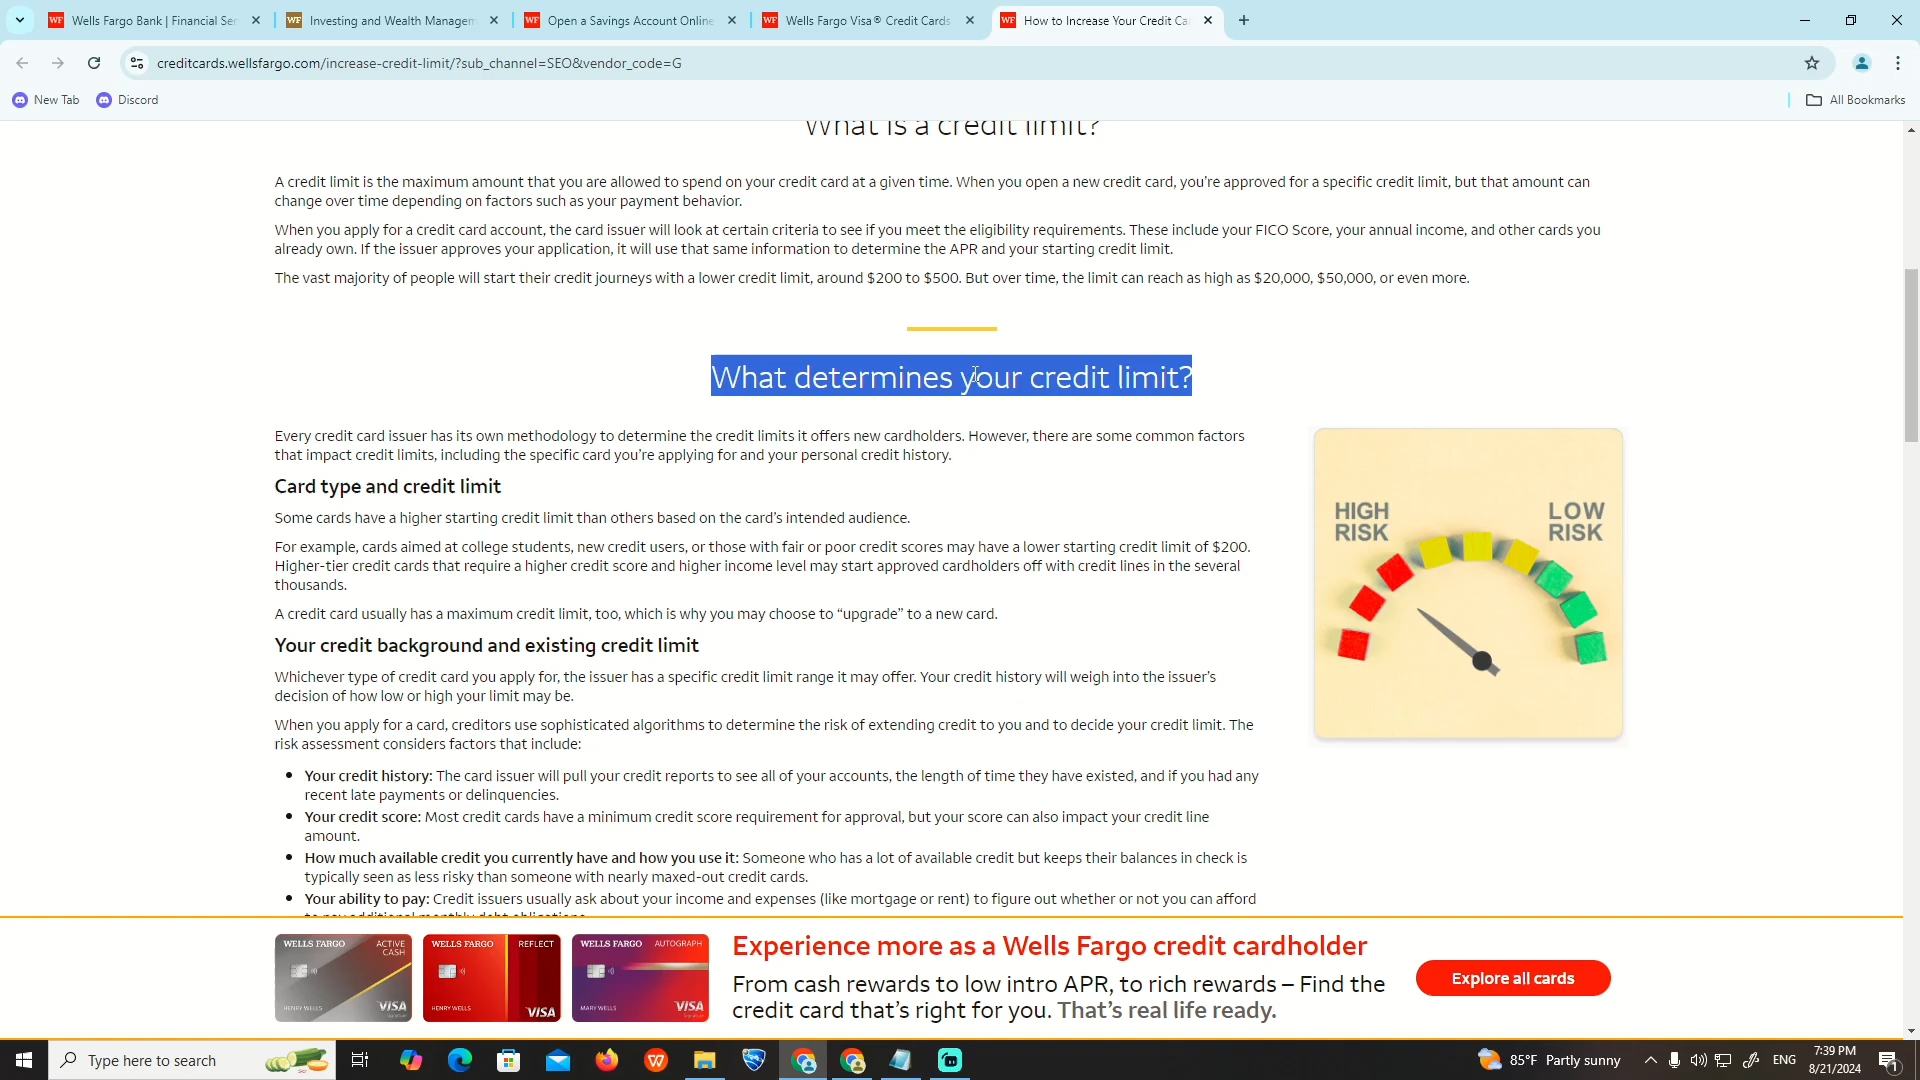 WF Wells Fargo Bank | Financial Ser
WF Investing and Wealth Managem
WF Open a Savings Account Online
WF Wells Fargo Visa® Credit Cards
WF How to Increase Your Credit Ca
creditcards.wellsfargo.com/increase-credit-limit/?sub_channel=SEO&vendor_code=G
New Tab
Discord
All Bookmarks
What is a credit limit?
A credit limit is the maximum amount that you are allowed to spend on your credit card at a given time. When you open a new credit card, you're approved for a specific credit limit, but that amount can
change over time depending on factors such as your payment behavior.
When you apply for a credit card account, the card issuer will look at certain criteria to see if you meet the eligibility requirements. These include your FICO Score, your annual income, and other cards you
already own. If the issuer approves your application, it will use that same information to determine the APR and your starting credit limit.
The vast majority of people will start their credit journeys with a lower credit limit, around $200 to $500. But over time, the limit can reach as high as $20,000, $50,000, or even more.
What determines your credit limit?
Every credit card issuer has its own methodology to determine the credit limits it offers new cardholders. However, there are some common factors
that impact credit limits, including the specific card you're applying for and your personal credit history.
Card type and credit limit
Some cards have a higher starting credit limit than others based on the card's intended audience.
For example, cards aimed at college students, new credit users, or those with fair or poor credit scores may have a lower starting credit limit of $200.
Higher-tier credit cards that require a higher credit score and higher income level may start approved cardholders off with credit lines in the several
thousands.
A credit card usually has a maximum credit limit, too, which is why you may choose to “upgrade” to a new card.
Your credit background and existing credit limit
Whichever type of credit card you apply for, the issuer has a specific credit limit range it may offer. Your credit history will weigh into the issuer's
decision of how low or high your limit may be.
When you apply for a card, creditors use sophisticated algorithms to determine the risk of extending credit to you and to decide your credit limit. The
risk assessment considers factors that include:
• Your credit history: The card issuer will pull your credit reports to see all of your accounts, the length of time they have existed, and if you had any
recent late payments or delinquencies.
• Your credit score: Most credit cards have a minimum credit score requirement for approval, but your score can also impact your credit line
amount.
• How much available credit you currently have and how you use it: Someone who has a lot of available credit but keeps their balances in check is
typically seen as less risky than someone with nearly maxed-out credit cards.
• Your ability to pay: Credit issuers usually ask about your income and expenses (like mortgage or rent) to figure out whether or not you can afford
to pay additional monthly debt obligations.
HIGH
RISK
LOW
RISK
WELLS FARGO
ACTIVE
CASH
HENRY WELLS
VISA
Signature
WELLS FARGO
REFLECT
HENRY WELLS
VISA
WELLS FARGO
AUTOGRAPH
MARY WELLS
VISA
Signature
Experience more as a Wells Fargo credit cardholder
From cash rewards to low intro APR, to rich rewards – Find the
credit card that's right for you. That's real life ready.
Explore all cards
Type here to search
85°F Partly sunny
ENG
7:39 PM
8/21/2024
1